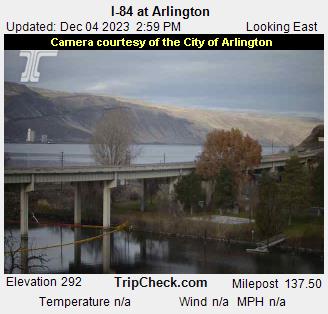 I-84 at Arlington
Updated: Dec 04 2023 2:59 PM Looking East
Camera courtesy of the City of Arlington
Elevation 292 TripCheck.com Milepost 137.50
Temperature n/a Wind n/a MPH n/a